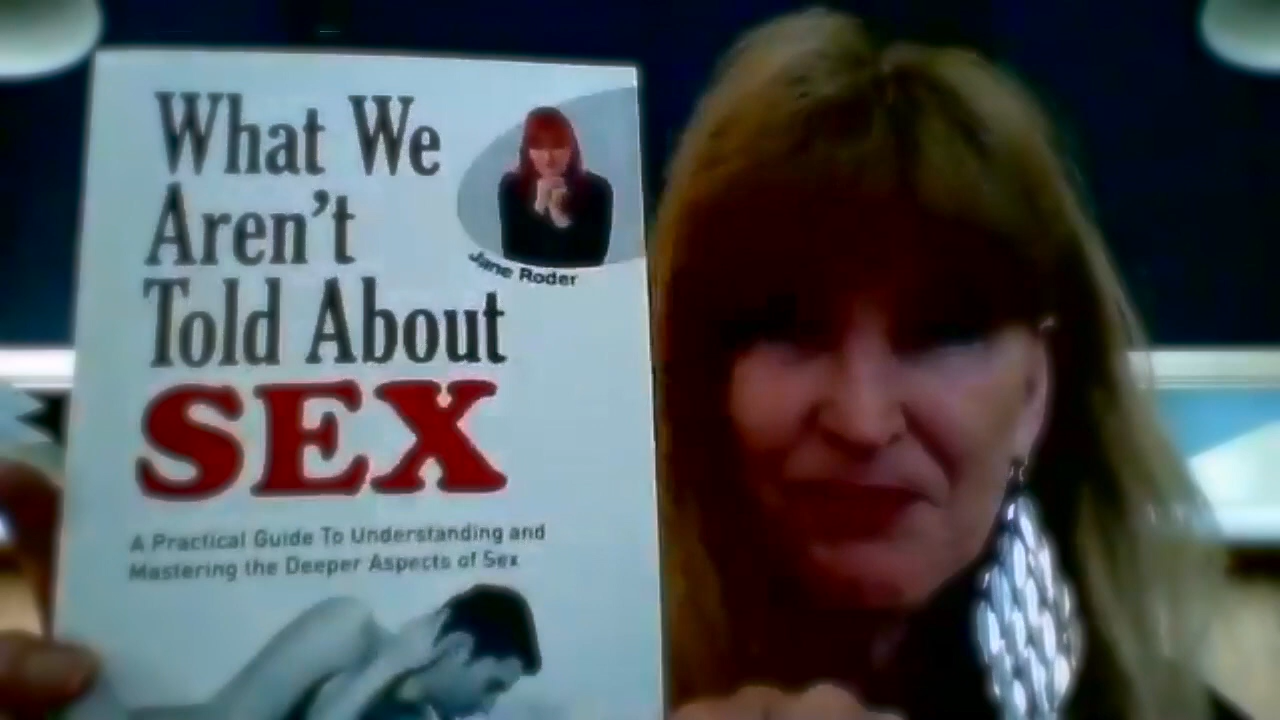 What We
Aren't
Told About
SEX
Jane Roder
A Practical Guide To Understanding and
Mastering the Deeper Aspects of Sex